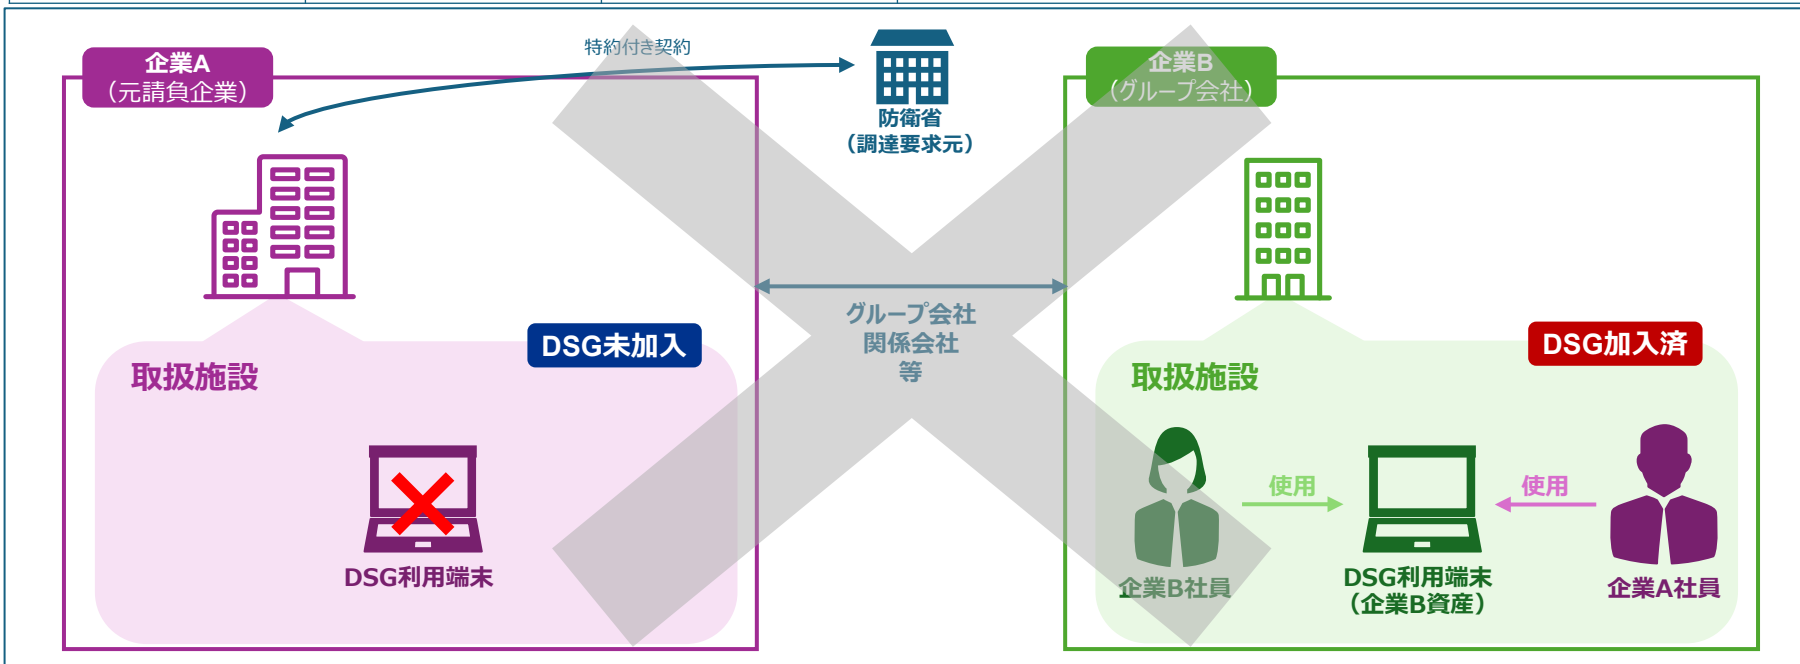 特約付き契約
企業A
（元請負企業）
防衛省
（調達要求元）
企業B
（グループ会社）
グループ会社
関係会社
等
DSG未加入
取扱施設
DSG利用端末
DSG加入済
取扱施設
使用
使用
企業B社員
DSG利用端末
（企業B資産）
企業A社員